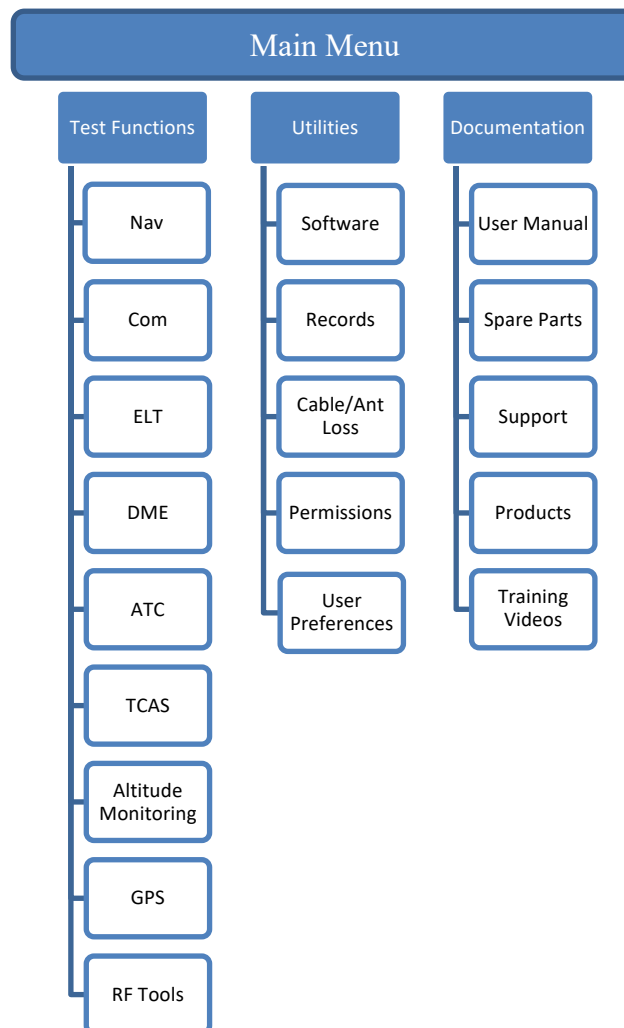 Main Menu
Test Functions
Nav
Com
ELT
DME
ATC
TCAS
Altitude
Monitoring
GPS
RF Tools
Utilities
Software
Records
Cable/Ant
Loss
Permissions
User
Preferences
Documentation
User Manual
Spare Parts
Support
Products
Training
Videos